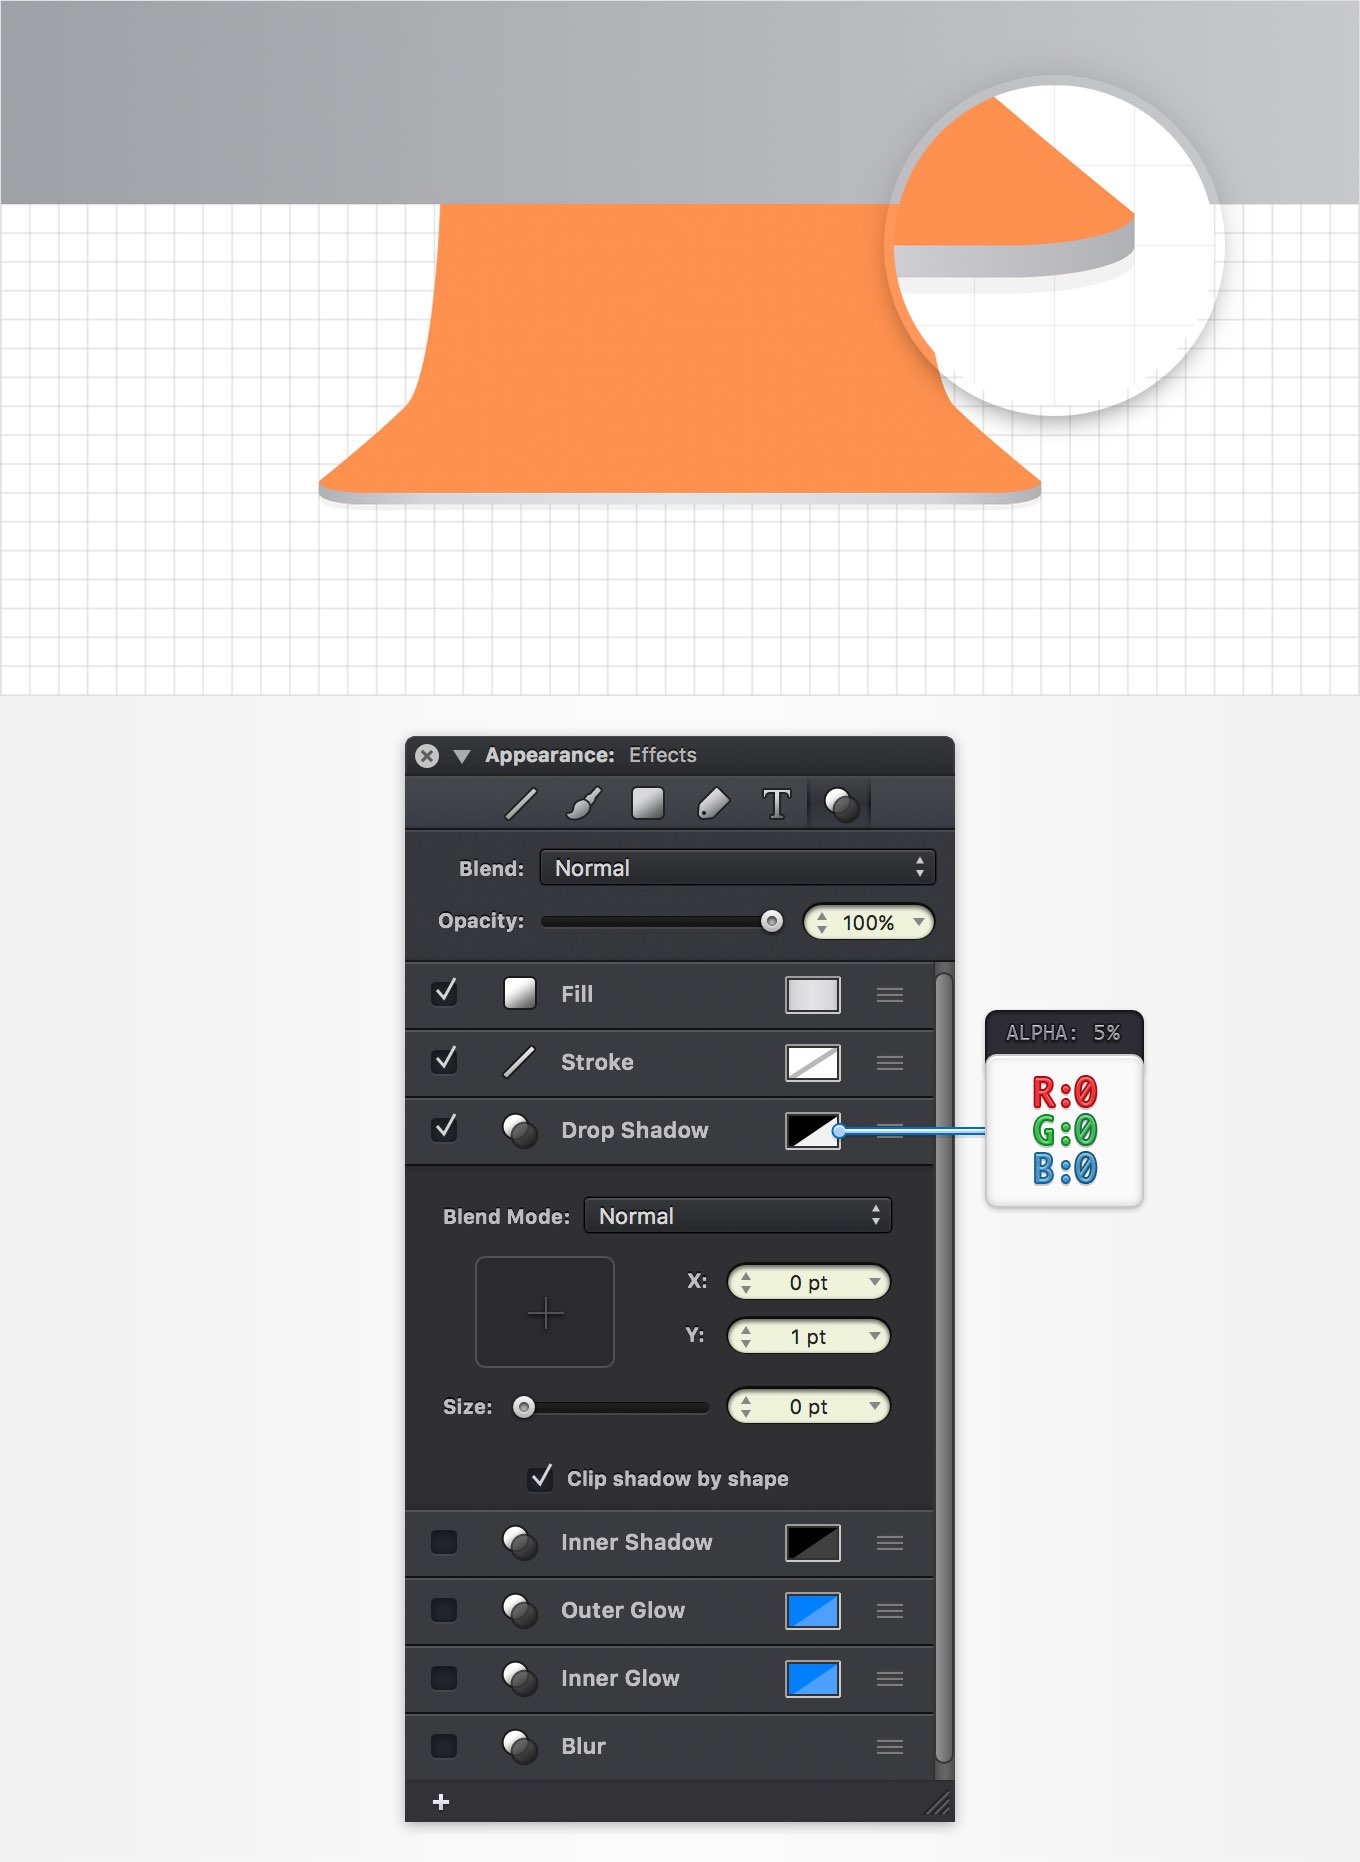 Appearance: Effects
T
Blend: Normal
Opacity: 100%
Fill
Stroke
Drop Shadow
ALPHA: 5%
R:0
G:0
B:0
Blend Mode: Normal
X: 0 pt
Y: 1 pt
Size: 0 pt
Clip shadow by shape
Inner Shadow
Outer Glow
Inner Glow
Blur